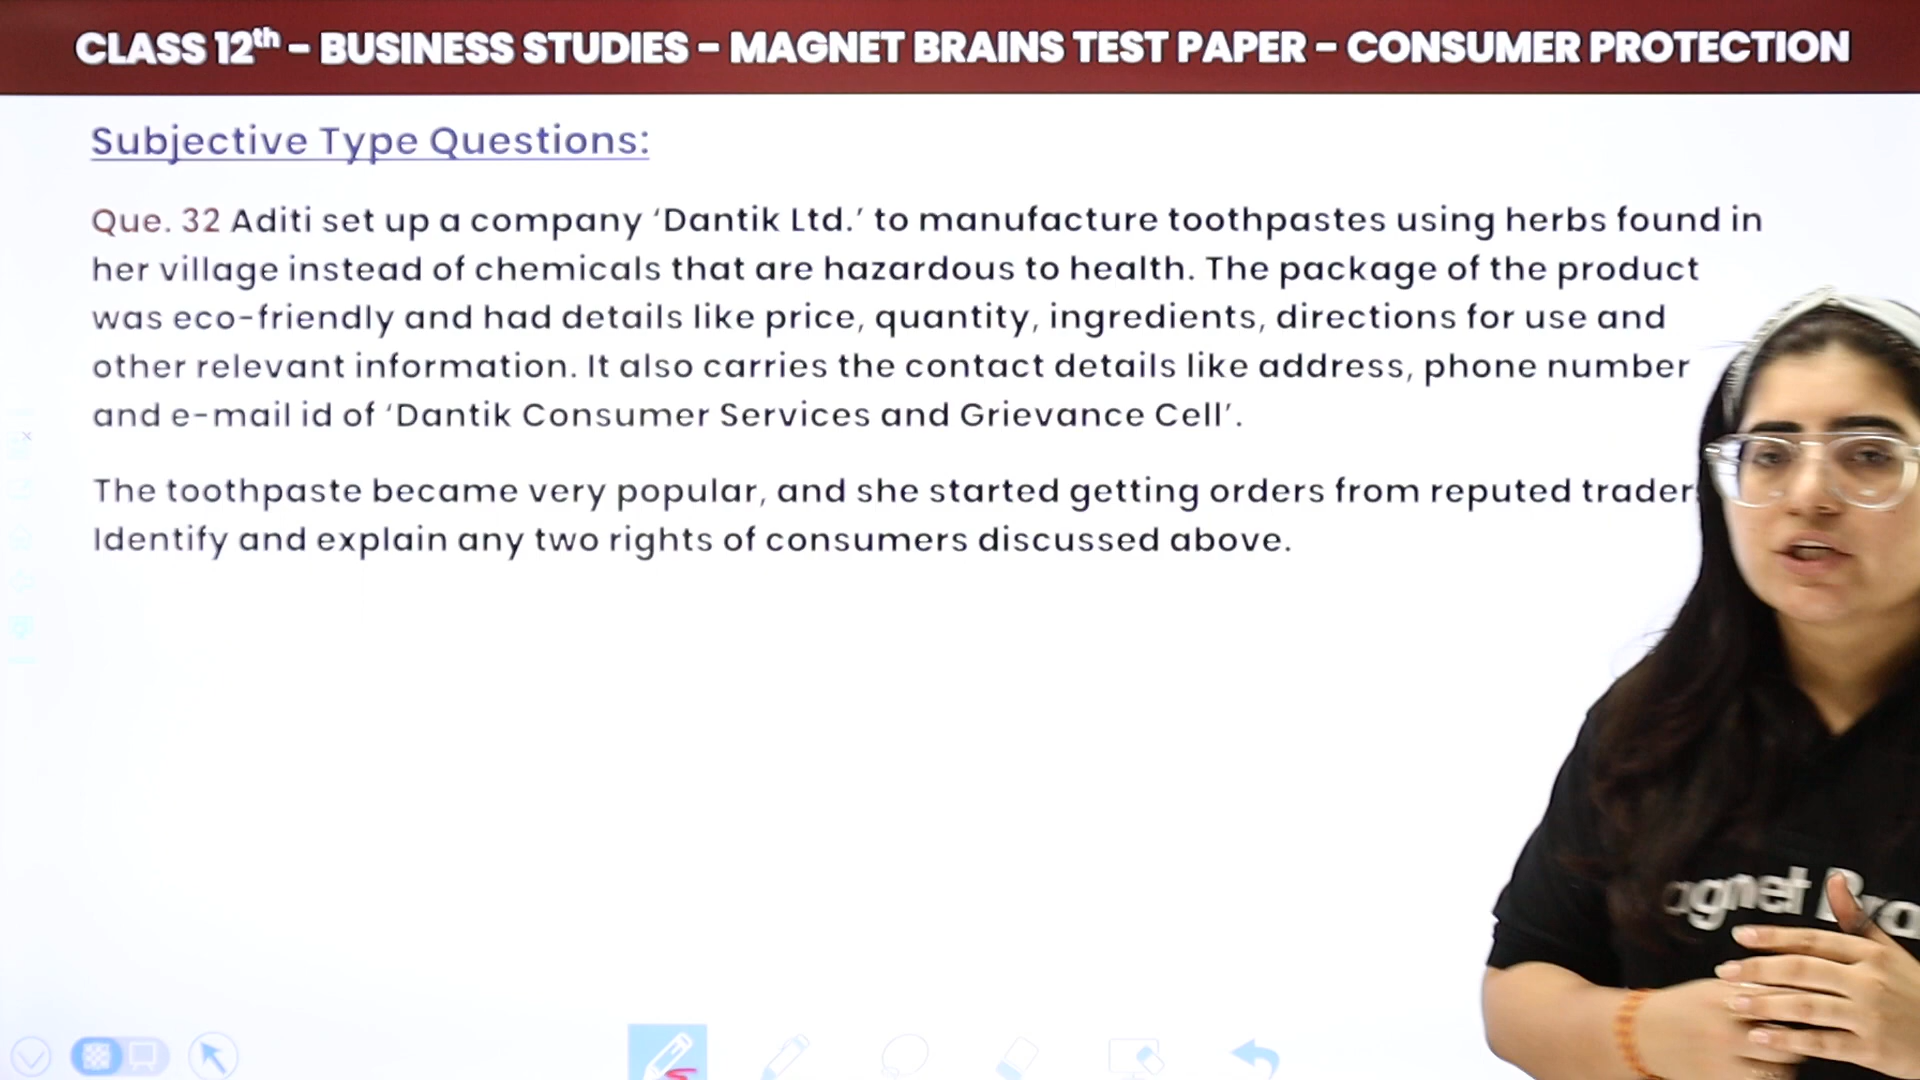 CLASS 12th – BUSINESS STUDIES – MAGNET BRAINS TEST PAPER – CONSUMER PROTECTION
Subjective Type Questions:
Que. 32 Aditi set up a company ‘Dantik Ltd.’ to manufacture toothpastes using herbs found in
her village instead of chemicals that are hazardous to health. The package of the product
was eco-friendly and had details like price, quantity, ingredients, directions for use and
other relevant information. It also carries the contact details like address, phone number
and e-mail id of ‘Dantik Consumer Services and Grievance Cell’.
The toothpaste became very popular, and she started getting orders from reputed trader
Identify and explain any two rights of consumers discussed above.
agnet Bra